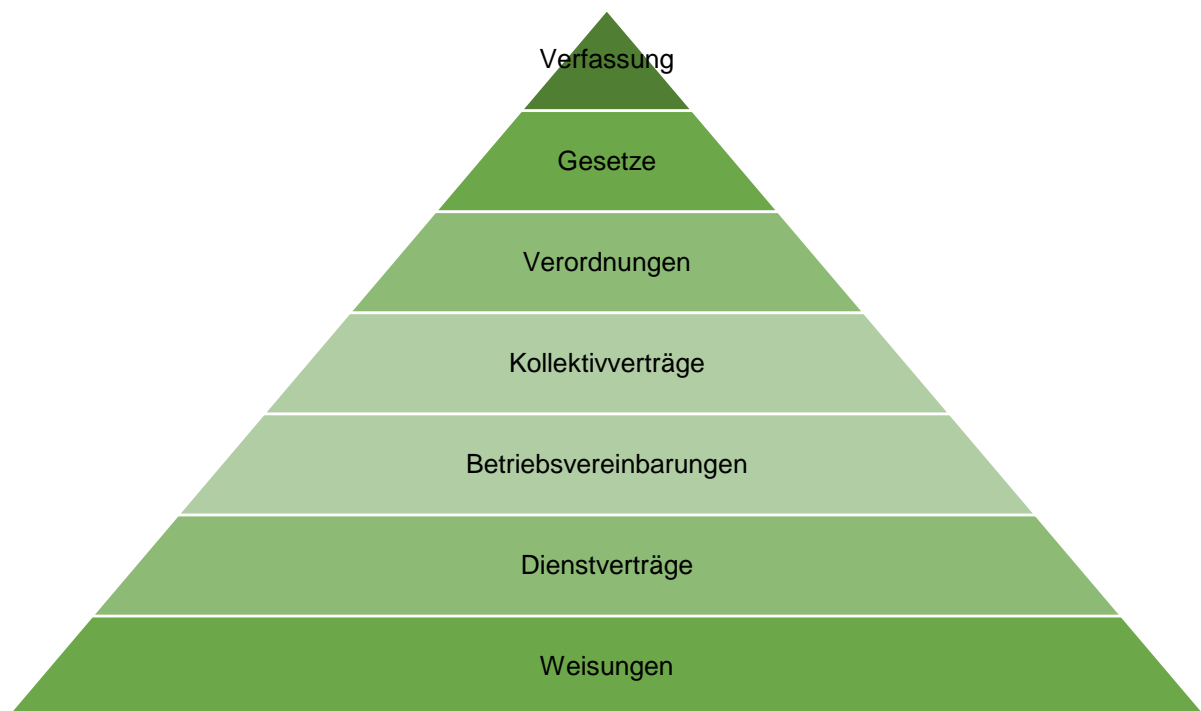 Verfassung
Gesetze
Verordnungen
Kollektivverträge
Betriebsvereinbarungen
Dienstverträge
Weisungen